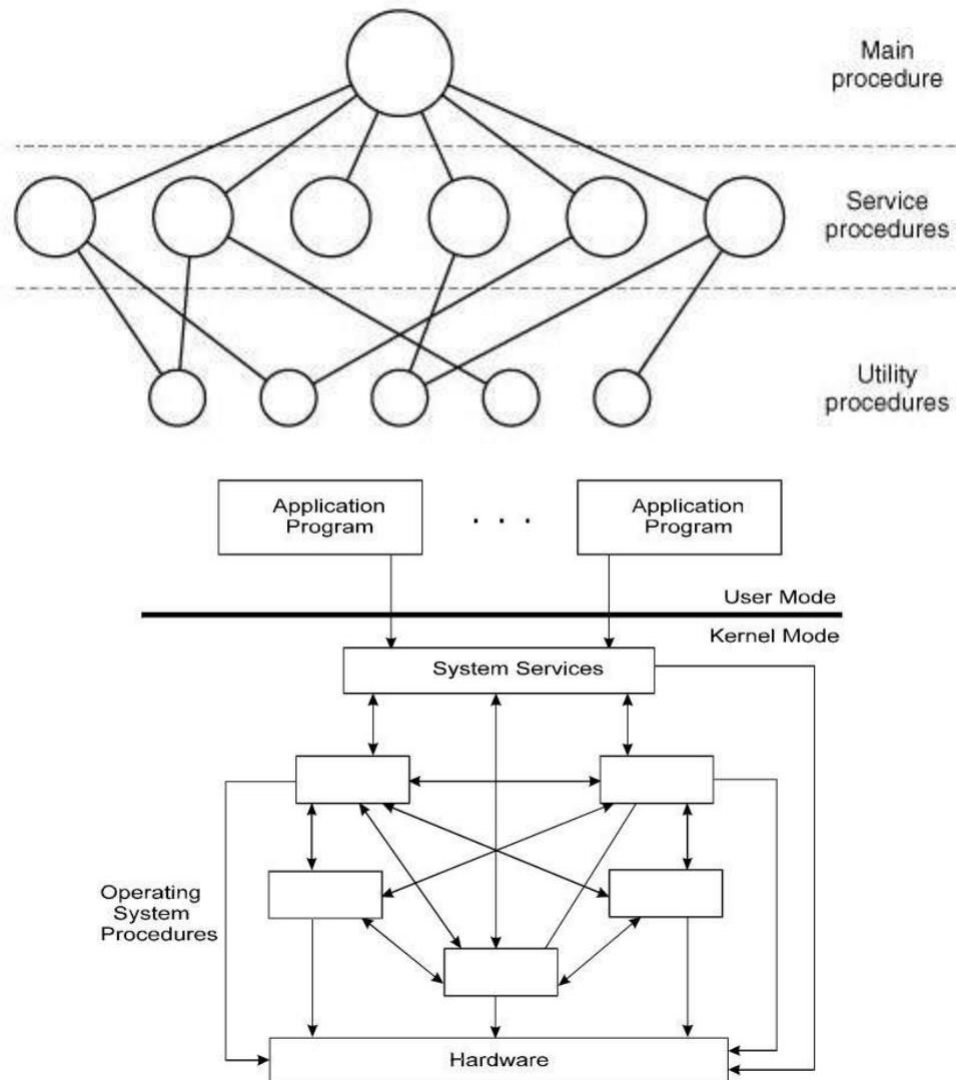 Main
procedure
Service
procedures
Utility
procedures
Application
Program
. . .
Application
Program
User Mode
Kernel Mode
System Services
Operating
System
Procedures
Hardware